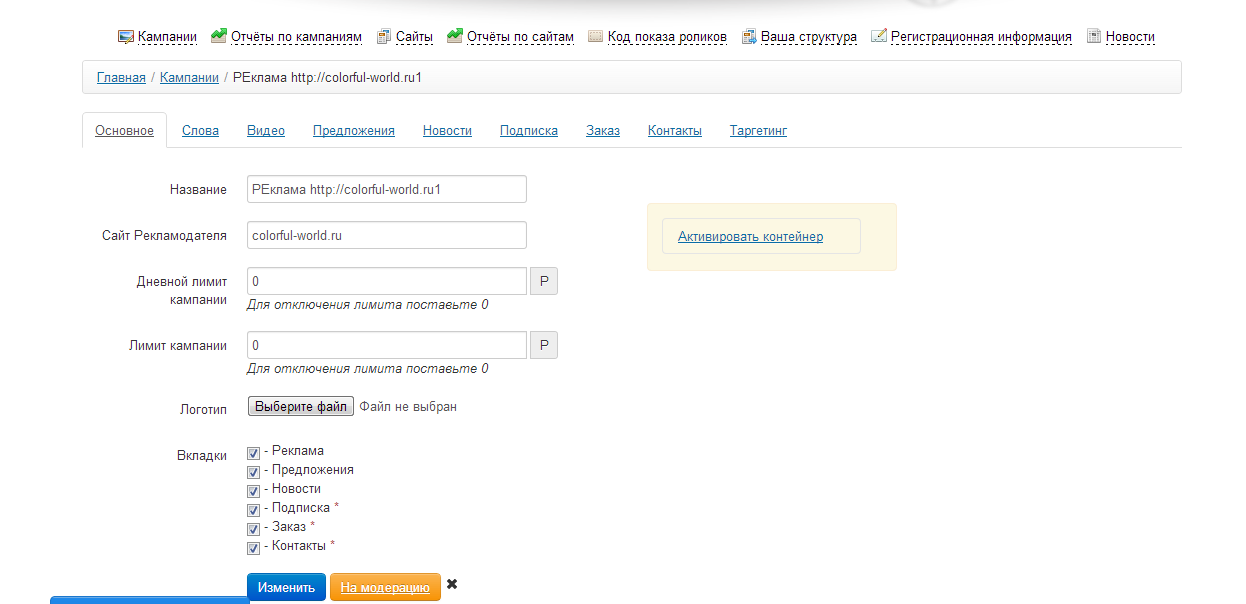 Кампании Отчёты по кампаниям Сайты Отчёты по сайтам Код показа роликов Ваша структура Регистрационная информация Новости
Главная / Кампании / РЕклама http://colorful-world.ru1
Основное Слова Видео Предложения Новости Подписка Заказ Контакты Таргетинг
Название РЕклама http://colorful-world.ru1
Сайт Рекламодателя colorful-world.ru
Активировать контейнер
Дневной лимит
кампании
0 Р
Для отключения лимита поставьте 0
Лимит кампании 0 Р
Для отключения лимита поставьте 0
Логотип Выберите файл Файл не выбран
Вкладки
- Реклама
- Предложения
- Новости
- Подписка *
- Заказ *
- Контакты *
Изменить На модерацию ✖